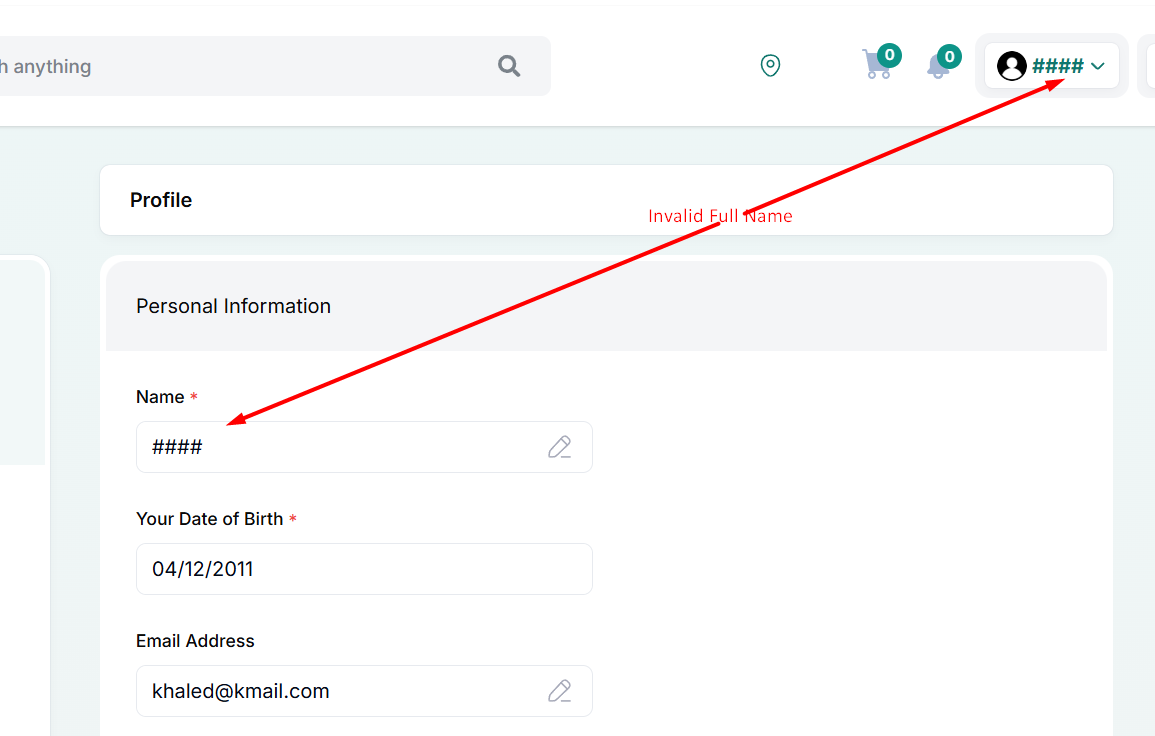 h anything
0
0
####
Profile
Invalid Full Name
Personal Information
Name *
####
Your Date of Birth *
04/12/2011
Email Address
khaled@kmail.com